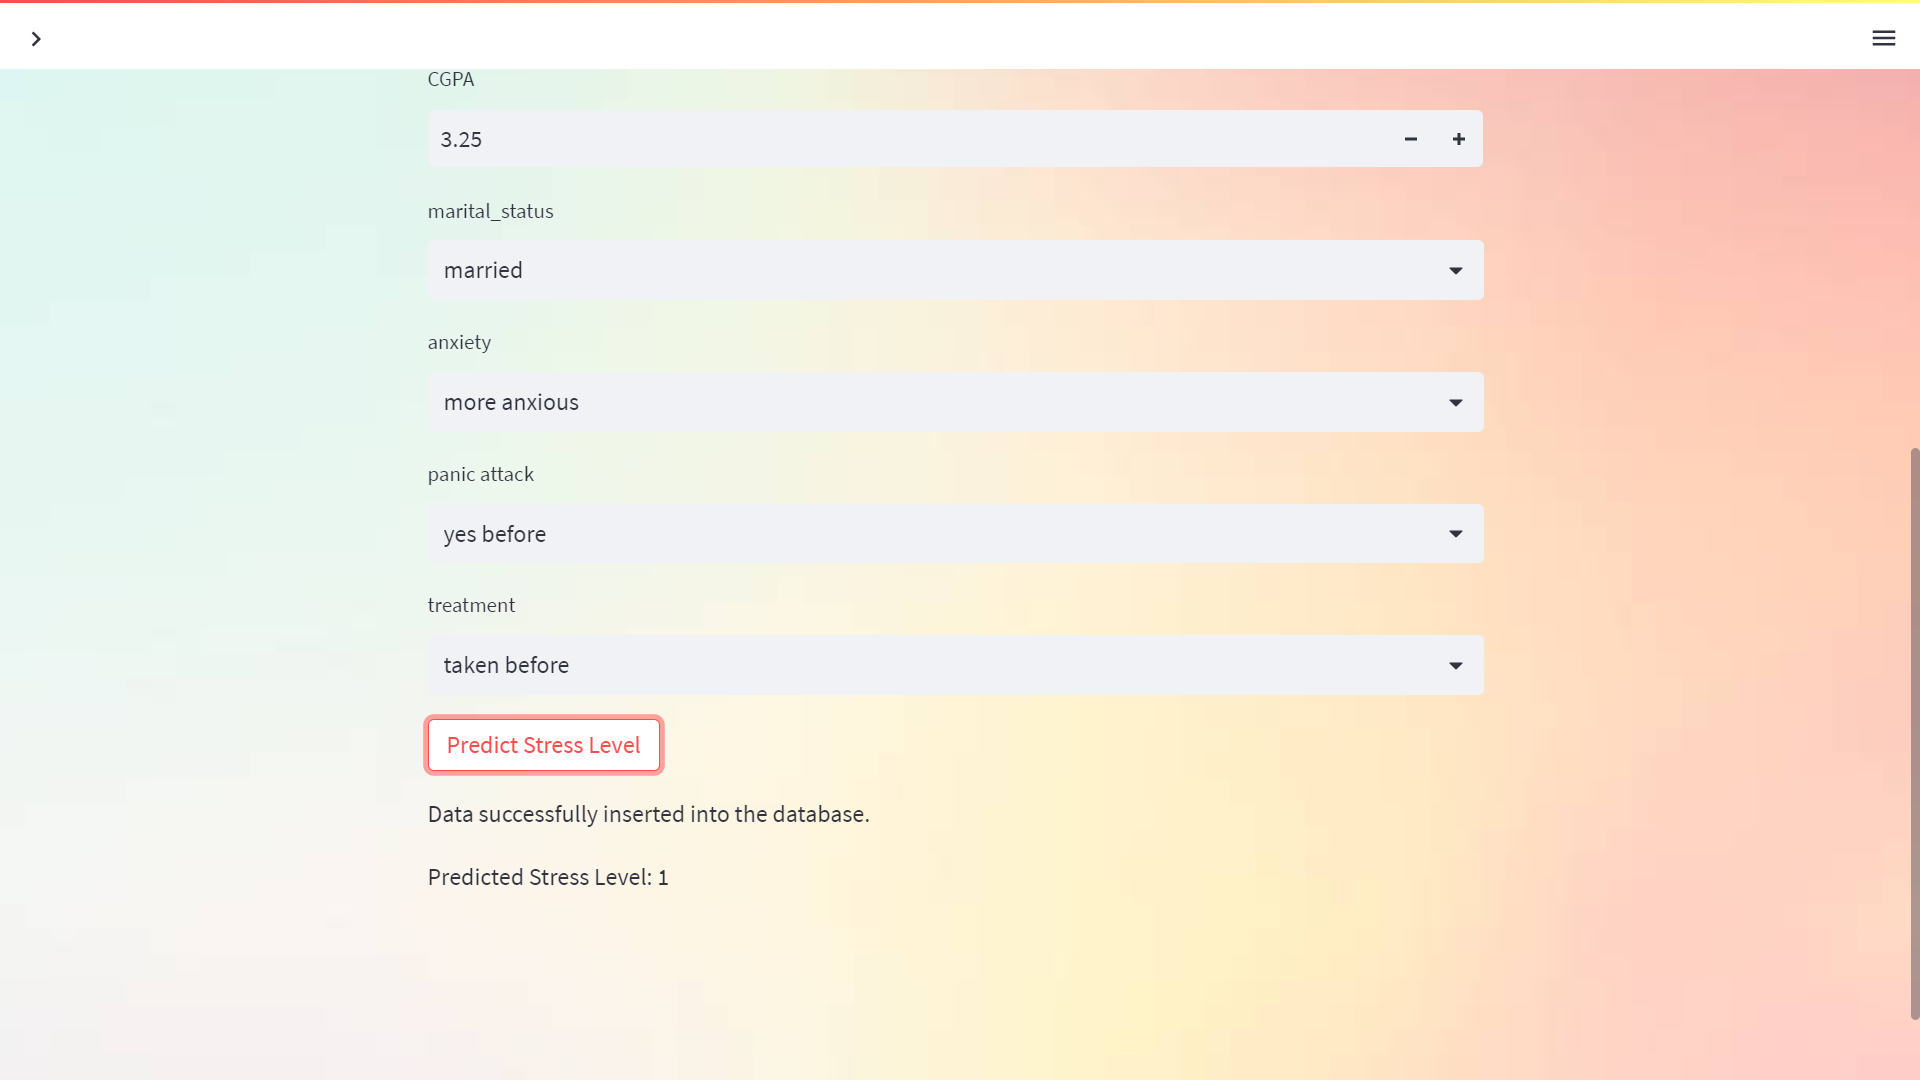 CGPA
3.25
marital_status
married
anxiety
more anxious
panic attack
yes before
treatment
taken before
Predict Stress Level
Data successfully inserted into the database.
Predicted Stress Level: 1